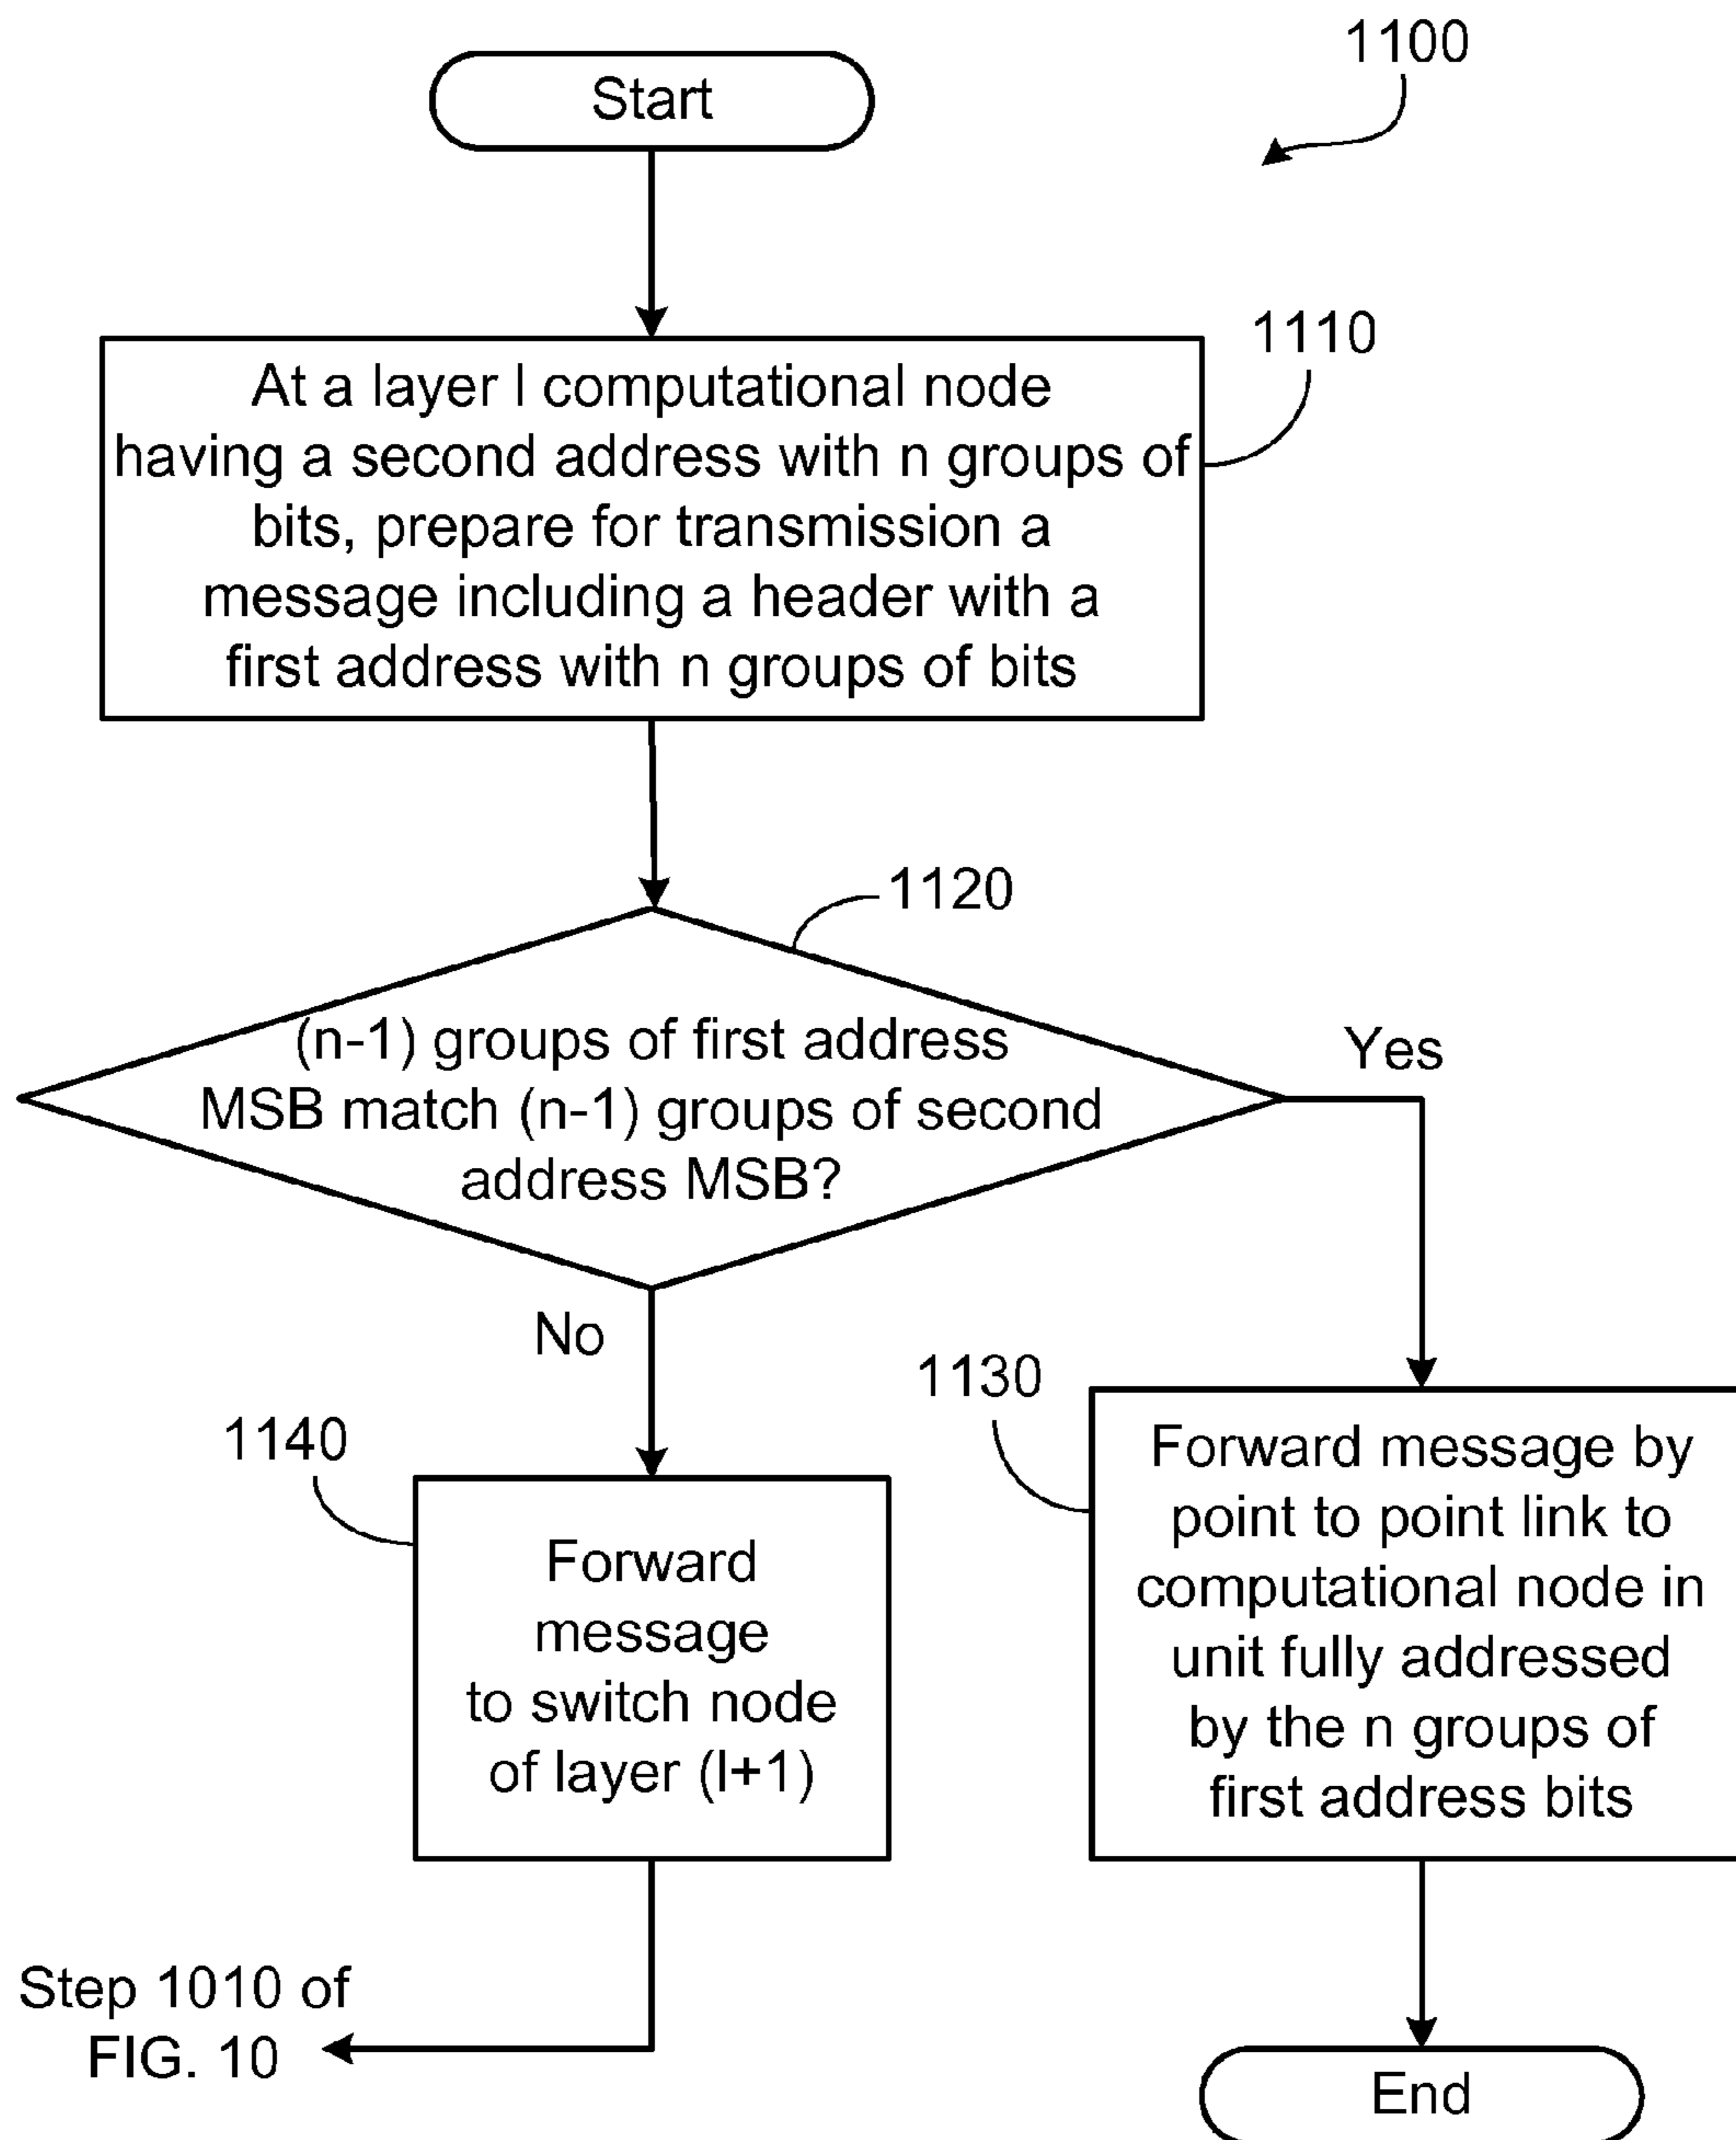 1100
Start
1110
At a layer l computational node
having a second address with n groups of
bits, prepare for transmission a
message including a header with a
first address with n groups of bits
1120
(n-1) groups of first address
MSB match (n-1) groups of second
address MSB?
Yes
No
1130
1140
Forward message by
point to point link to
computational node in
unit fully addressed
by the n groups of
first address bits
Forward
message
to switch node
of layer (l+1)
Step 1010 of
FIG. 10
End